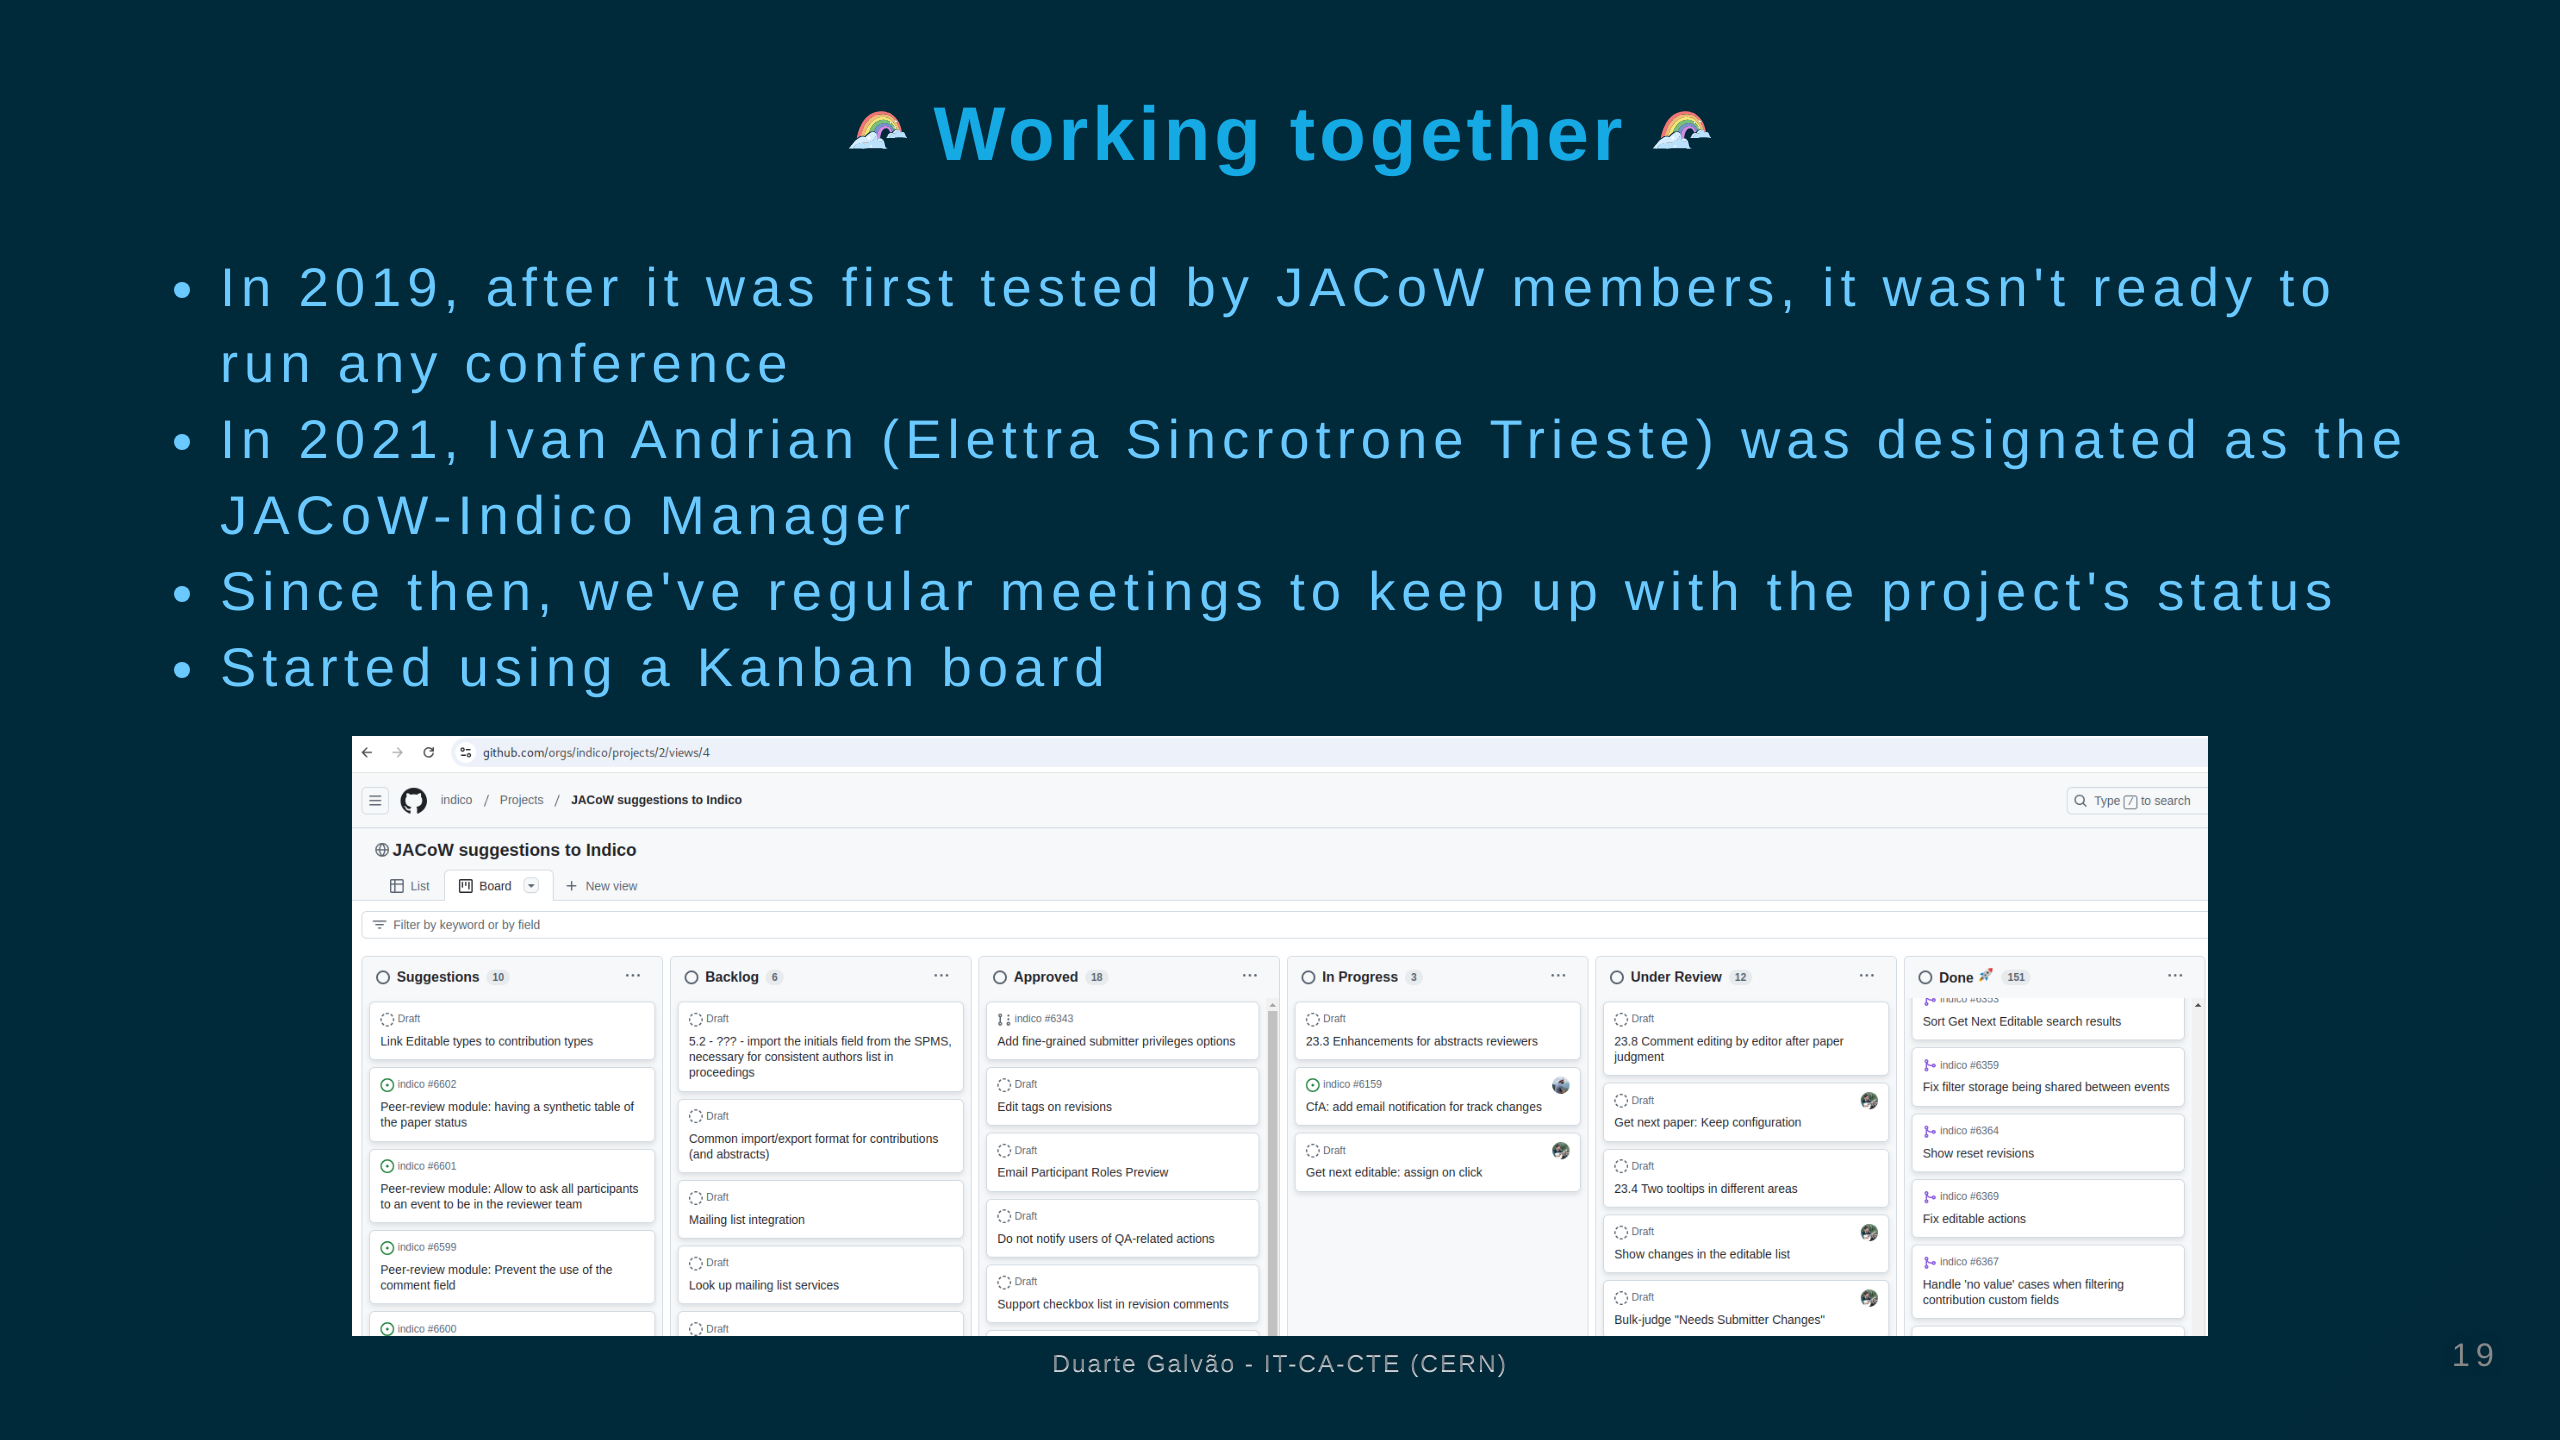 Working together
In 2019, after it was first tested by JACoW members, it wasn't ready to
run any conference
In 2021, Ivan Andrian (Elettra Sincrotrone Trieste) was designated as the
JACoW-Indico Manager
Since then, we've regular meetings to keep up with the project's status
Started using a Kanban board
github.com/orgs/indico/projects/2/views/4
indico / Projects / JACoW suggestions to Indico
Type / to search
JACoW suggestions to Indico
List
Board
New view
Filter by keyword or by field
Suggestions 10
Draft
Link Editable types to contribution types
indico #6602
Peer-review module: having a synthetic table of
the paper status
indico #6601
Peer-review module: Allow to ask all participants
to an event to be in the reviewer team
indico #6599
Peer-review module: Prevent the use of the
comment field
indico #6600
Backlog 6
Draft
5.2 - ??? - import the initials field from the SPMS,
necessary for consistent authors list in
proceedings
Draft
Common import/export format for contributions
(and abstracts)
Draft
Mailing list integration
Draft
Look up mailing list services
Draft
Approved 18
indico #6343
Add fine-grained submitter privileges options
Draft
Edit tags on revisions
Draft
Email Participant Roles Preview
Draft
Do not notify users of QA-related actions
Draft
Support checkbox list in revision comments
In Progress 3
Draft
23.3 Enhancements for abstracts reviewers
indico #6159
CfA: add email notification for track changes
Draft
Get next editable: assign on click
Under Review 12
Draft
23.8 Comment editing by editor after paper
judgment
Draft
Get next paper: Keep configuration
Draft
23.4 Two tooltips in different areas
Draft
Show changes in the editable list
Draft
Bulk-judge "Needs Submitter Changes"
Done 151
indico #6353
Sort Get Next Editable search results
indico #6359
Fix filter storage being shared between events
indico #6364
Show reset revisions
indico #6369
Fix editable actions
indico #6367
Handle 'no value' cases when filtering
contribution custom fields
Duarte Galvão - IT-CA-CTE (CERN)
19